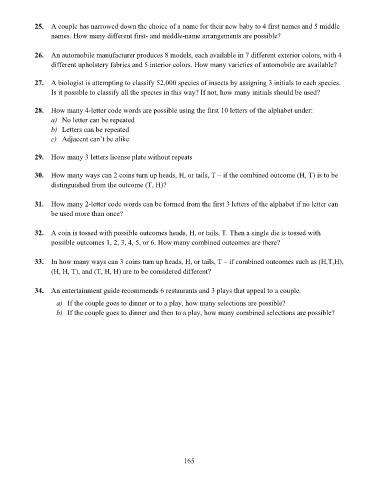 25. A couple has narrowed down the choice of a name for their new baby to 4 first names and 5 middle
names. How many different first- and middle-name arrangements are possible?
26. An automobile manufacturer produces 8 models, each available in 7 different exterior colors, with 4
different upholstery fabrics and 5 interior colors. How many varieties of automobile are available?
27. A biologist is attempting to classify 52,000 species of insects by assigning 3 initials to each species.
Is it possible to classify all the species in this way? If not, how many initials should be used?
28. How many 4-letter code words are possible using the first 10 letters of the alphabet under:
a) No letter can be repeated
b) Letters can be repeated
c) Adjacent can't be alike
29. How many 3 letters license plate without repeats
30. How many ways can 2 coins turn up heads, H, or tails, T – if the combined outcome (H, T) is to be
distinguished from the outcome (T, H)?
31. How many 2-letter code words can be formed from the first 3 letters of the alphabet if no letter can
be used more than once?
32. A coin is tossed with possible outcomes heads, H, or tails, T. Then a single die is tossed with
possible outcomes 1, 2, 3, 4, 5, or 6. How many combined outcomes are there?
33. In how many ways can 3 coins turn up heads, H, or tails, T – if combined outcomes such as (H,T,H),
(H, H, T), and (T, H, H) are to be considered different?
34. An entertainment guide recommends 6 restaurants and 3 plays that appeal to a couple.
a) If the couple goes to dinner or to a play, how many selections are possible?
b) If the couple goes to dinner and then to a play, how many combined selections are possible?
165